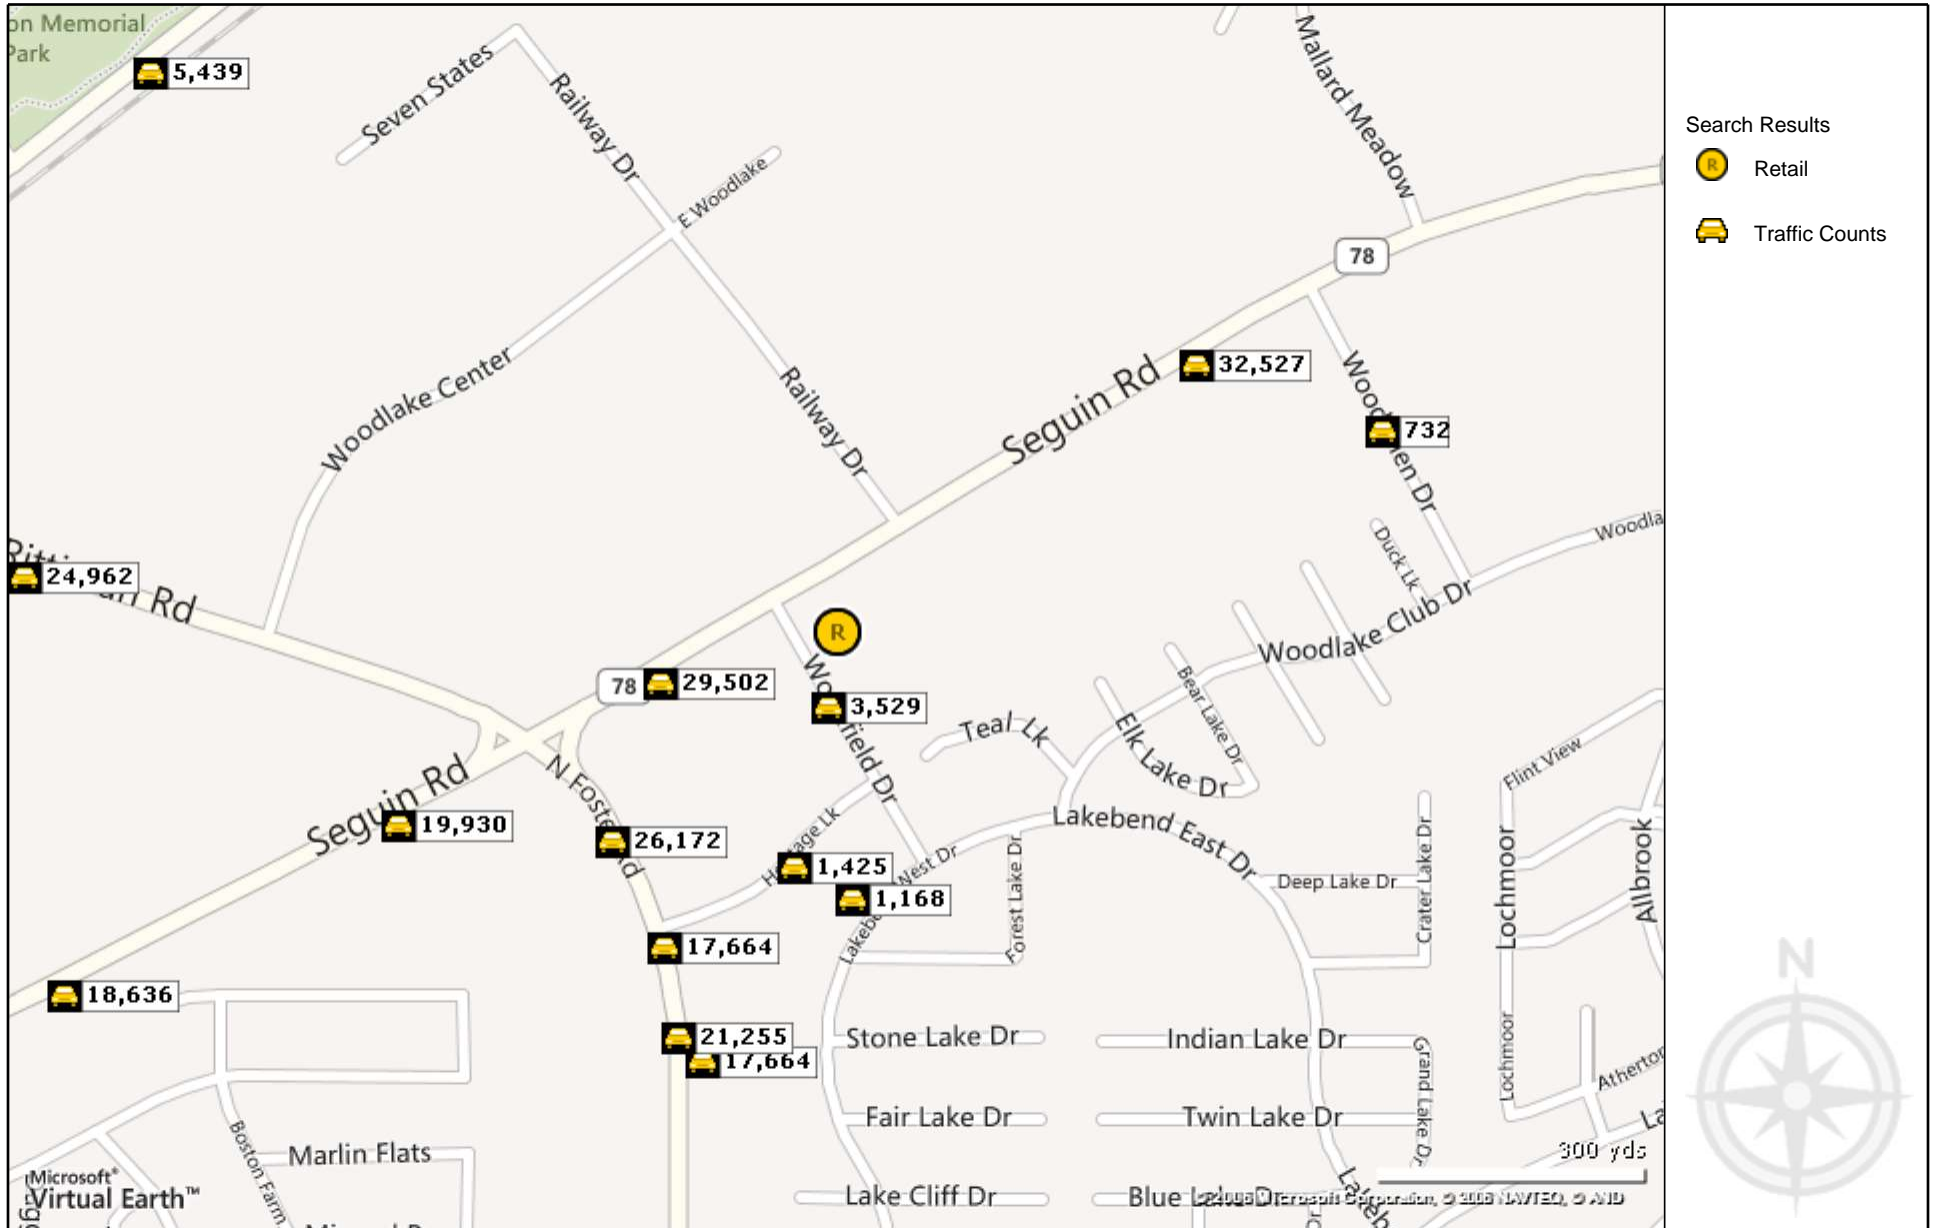 on Memorial
Park
5,439
Seven States
Railway Dr
E Woodlake
Mallard Meadow
78
Search Results
R Retail
Traffic Counts
Woodlake Center
Railway Dr
Seguin Rd
32,527
732
Duck Lk
Woodla
24,962
Rd
R
Woodlake Club Dr
78
29,502
3,529
Teal Lk
Elk Lake Dr
Bear Lake Dr
Flint View
Seguin Rd
19,930
26,172
1,425
1,168
Nest Dr
Forest Lake Dr
Lakebend East Dr
Deep Lake Dr
Crater Lake Dr
Lochmoor
Allbrook
17,664
18,636
21,255
17,664
Stone Lake Dr
Indian Lake Dr
Grand Lake Dr
Lochmoor
Atherton
N
Fair Lake Dr
Twin Lake Dr
La
Boston Farm
Marlin Flats
300 yds
Microsoft®
Virtual Earth™
Lake Cliff Dr
Blue Lake Dr
Lakeb